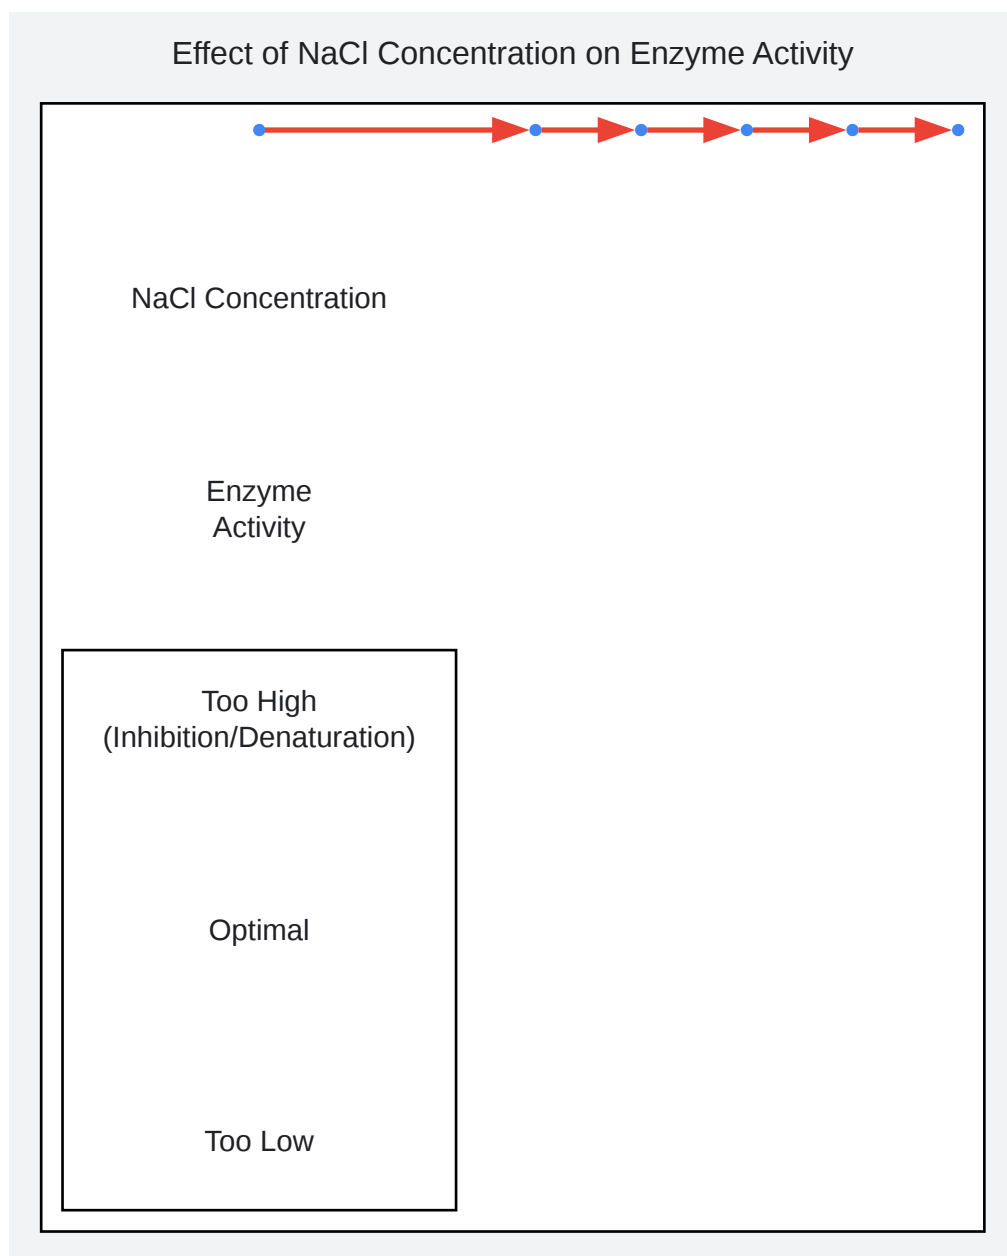 Effect of NaCl Concentration on Enzyme Activity
NaCl Concentration
Enzyme
Activity
Too High
(Inhibition/Denaturation)
Optimal
Too Low